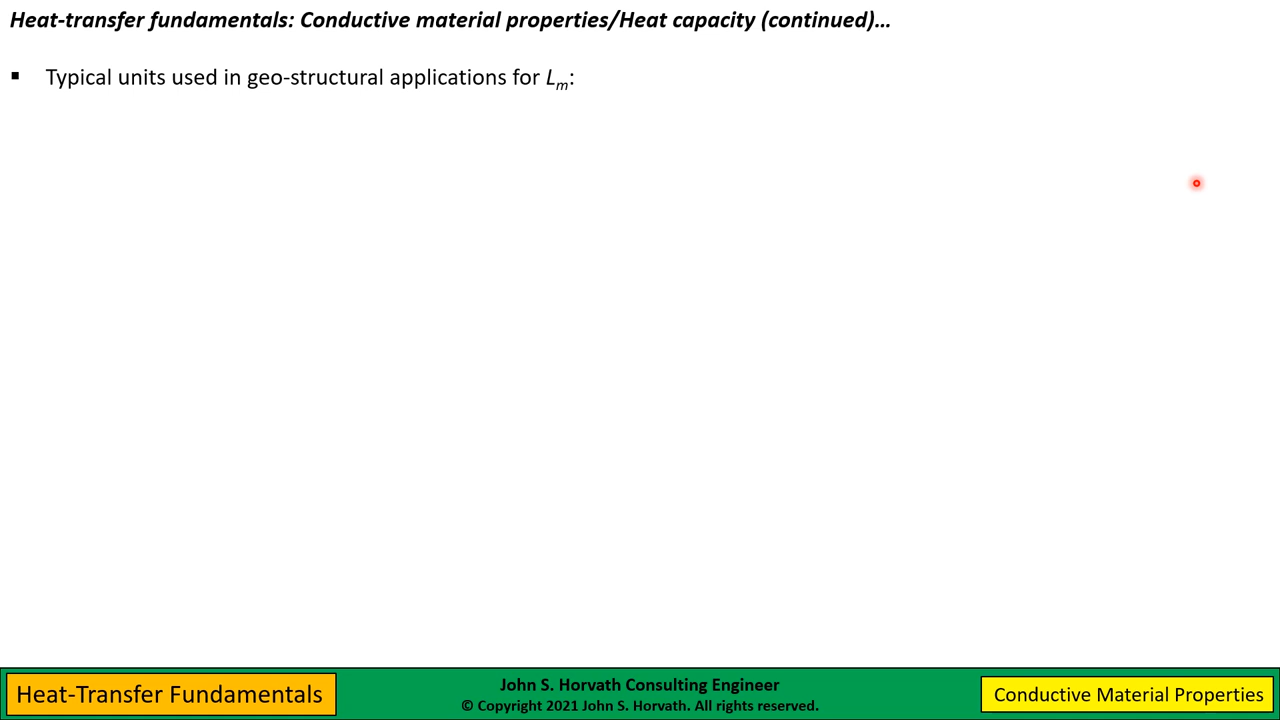 Heat-transfer fundamentals: Conductive material properties/Heat capacity (continued)…
▪ Typical units used in geo-structural applications for Lm:
Heat-Transfer Fundamentals
John S. Horvath Consulting Engineer
© Copyright 2021 John S. Horvath. All rights reserved.
Conductive Material Properties